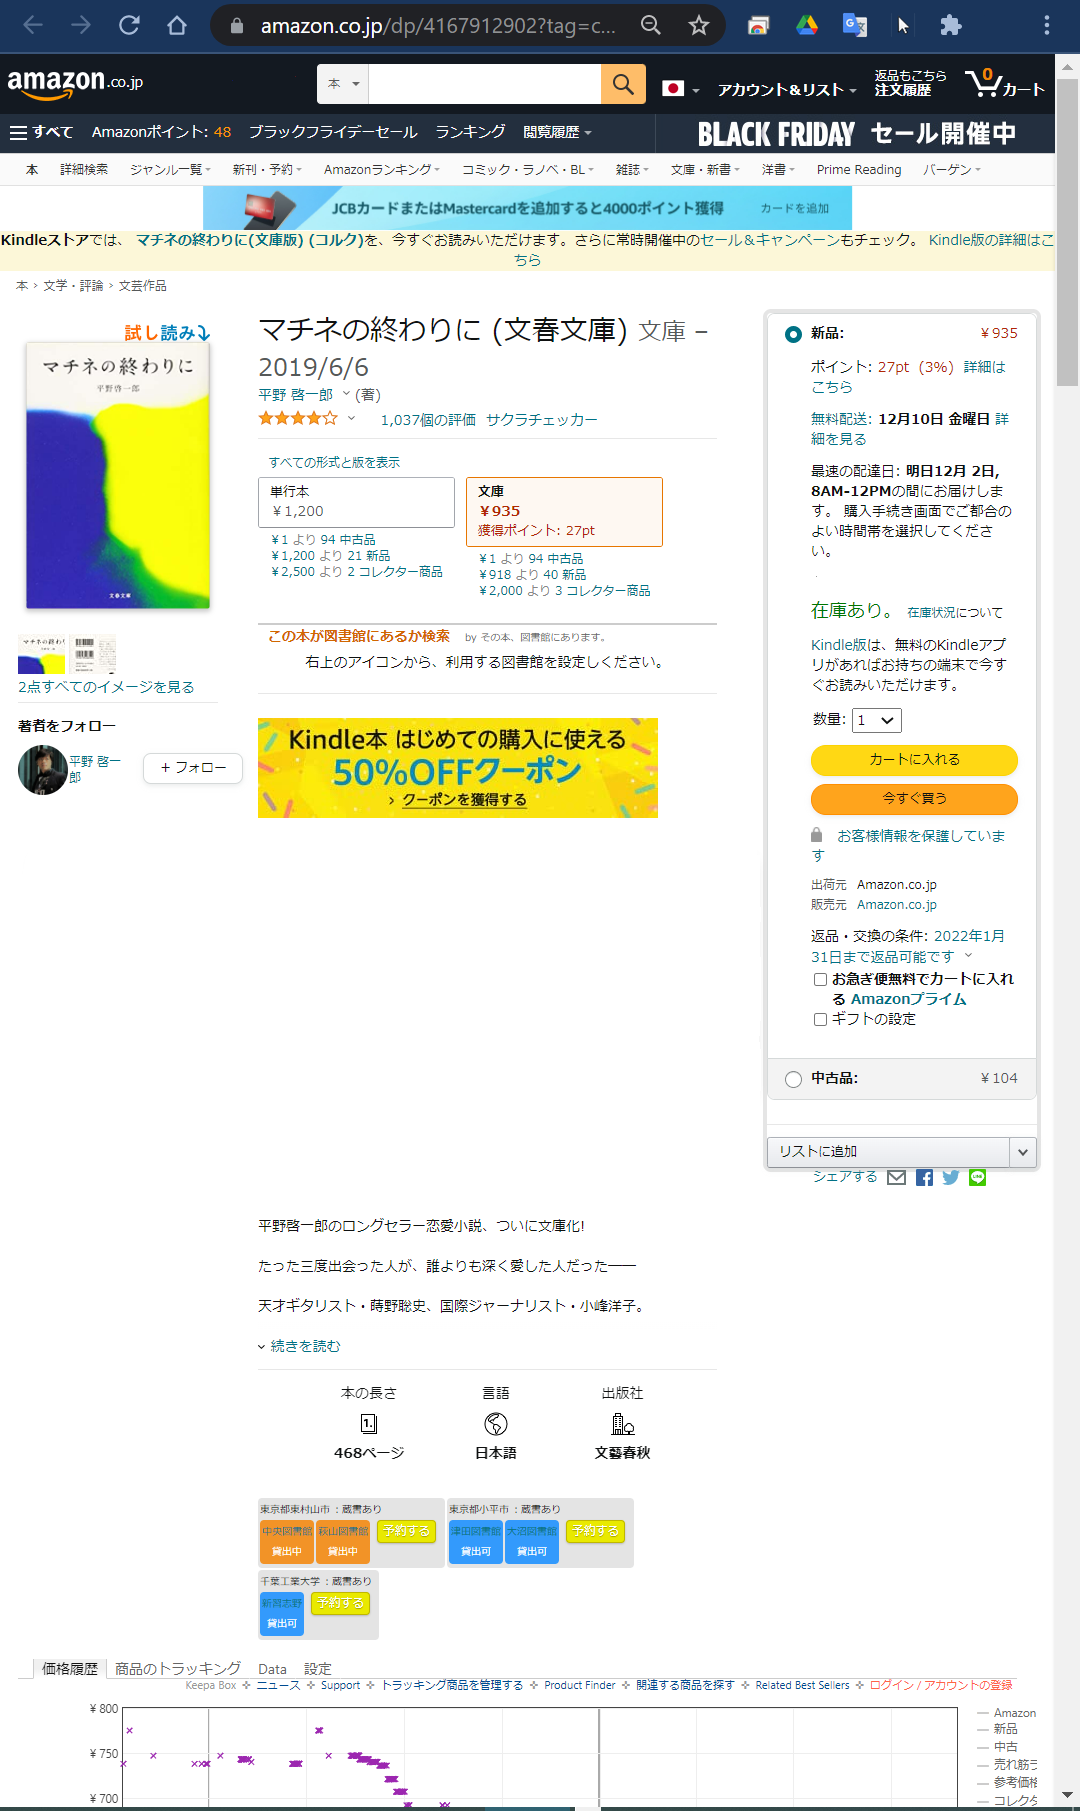 amazon.co.jp/dp/4167912902?tag=c...
amazon.co.jp
本
返品もこちら
アカウント&リスト
注文履歴
0
カート
すべて
Amazonポイント: 48
ブラックフライデーセール
ランキング
閲覧履歴
BLACK FRIDAY セール開催中
本
詳細検索
ジャンル一覧
新刊・予約
Amazonランキング
コミック・ラノベ・BL
雑誌
文庫・新書
洋書
Prime Reading
バーゲン
JCBカードまたはMastercardを追加すると4000ポイント獲得
カードを追加
Kindleストアでは、 マチネの終わりに(文庫版) (コルク)を、今すぐお読みいただけます。さらに常時開催中のセール&キャンペーンもチェック。 Kindle版の詳細はこ
ちら
本 › 文学・評論 › 文芸作品
試し読み
マチネの終わりに
平野啓一郎
文春文庫
2点すべてのイメージを見る
著者をフォロー
平野 啓一
郎
+ フォロー
マチネの終わりに (文春文庫) 文庫 –
2019/6/6
平野 啓一郎 (著)
1,037個の評価 サクラチェッカー
すべての形式と版を表示
単行本
¥1,200
¥1 より 94 中古品
¥1,200 より 21 新品
¥2,500 より 2 コレクター商品
文庫
¥935
獲得ポイント: 27pt
¥1 より 94 中古品
¥918 より 40 新品
¥2,000 より 3 コレクター商品
この本が図書館にあるか検索 by その本、図書館にあります。
右上のアイコンから、利用する図書館を設定しください。
Kindle本 はじめての購入に使える
50%OFFクーポン
› クーポンを獲得する
新品:
¥935
ポイント: 27pt (3%) 詳細は
こちら
無料配送: 12月10日 金曜日 詳
細を見る
最速の配達日: 明日12月 2日,
8AM-12PMの間にお届けしま
す。 購入手続き画面でご都合の
よい時間帯を選択してくださ
い。
在庫あり。 在庫状況について
Kindle版は、無料のKindleアプ
リがあればお持ちの端末で今す
ぐお読みいただけます。
数量: 1
カートに入れる
今すぐ買う
お客様情報を保護していま
す
出荷元 Amazon.co.jp
販売元 Amazon.co.jp
返品・交換の条件: 2022年1月
31日まで返品可能です
お急ぎ便無料でカートに入れ
る Amazonプライム
ギフトの設定
中古品:
¥104
リストに追加
シェアする
平野啓一郎のロングセラー恋愛小説、ついに文庫化!
たった三度出会った人が、誰よりも深く愛した人だった――
天才ギタリスト・蒔野聡史、国際ジャーナリスト・小峰洋子。
続きを読む
本の長さ
468ページ
言語
日本語
出版社
文藝春秋
東京都東村山市 : 蔵書あり
中央図書館
貸出中
萩山図書館
貸出中
予約する
東京都小平市 : 蔵書あり
津田図書館
貸出可
大沼図書館
貸出可
予約する
千葉工業大学 : 蔵書あり
新習志野
貸出可
予約する
価格履歴
商品のトラッキング
Data
設定
Keepa Box
ニュース
Support
トラッキング商品を管理する
Product Finder
関連する商品を探す
Related Best Sellers
ログイン / アカウントの登録
¥ 800
¥ 750
¥ 700
Amazon
新品
中古
売れ筋ラ
参考価格
コレクタ